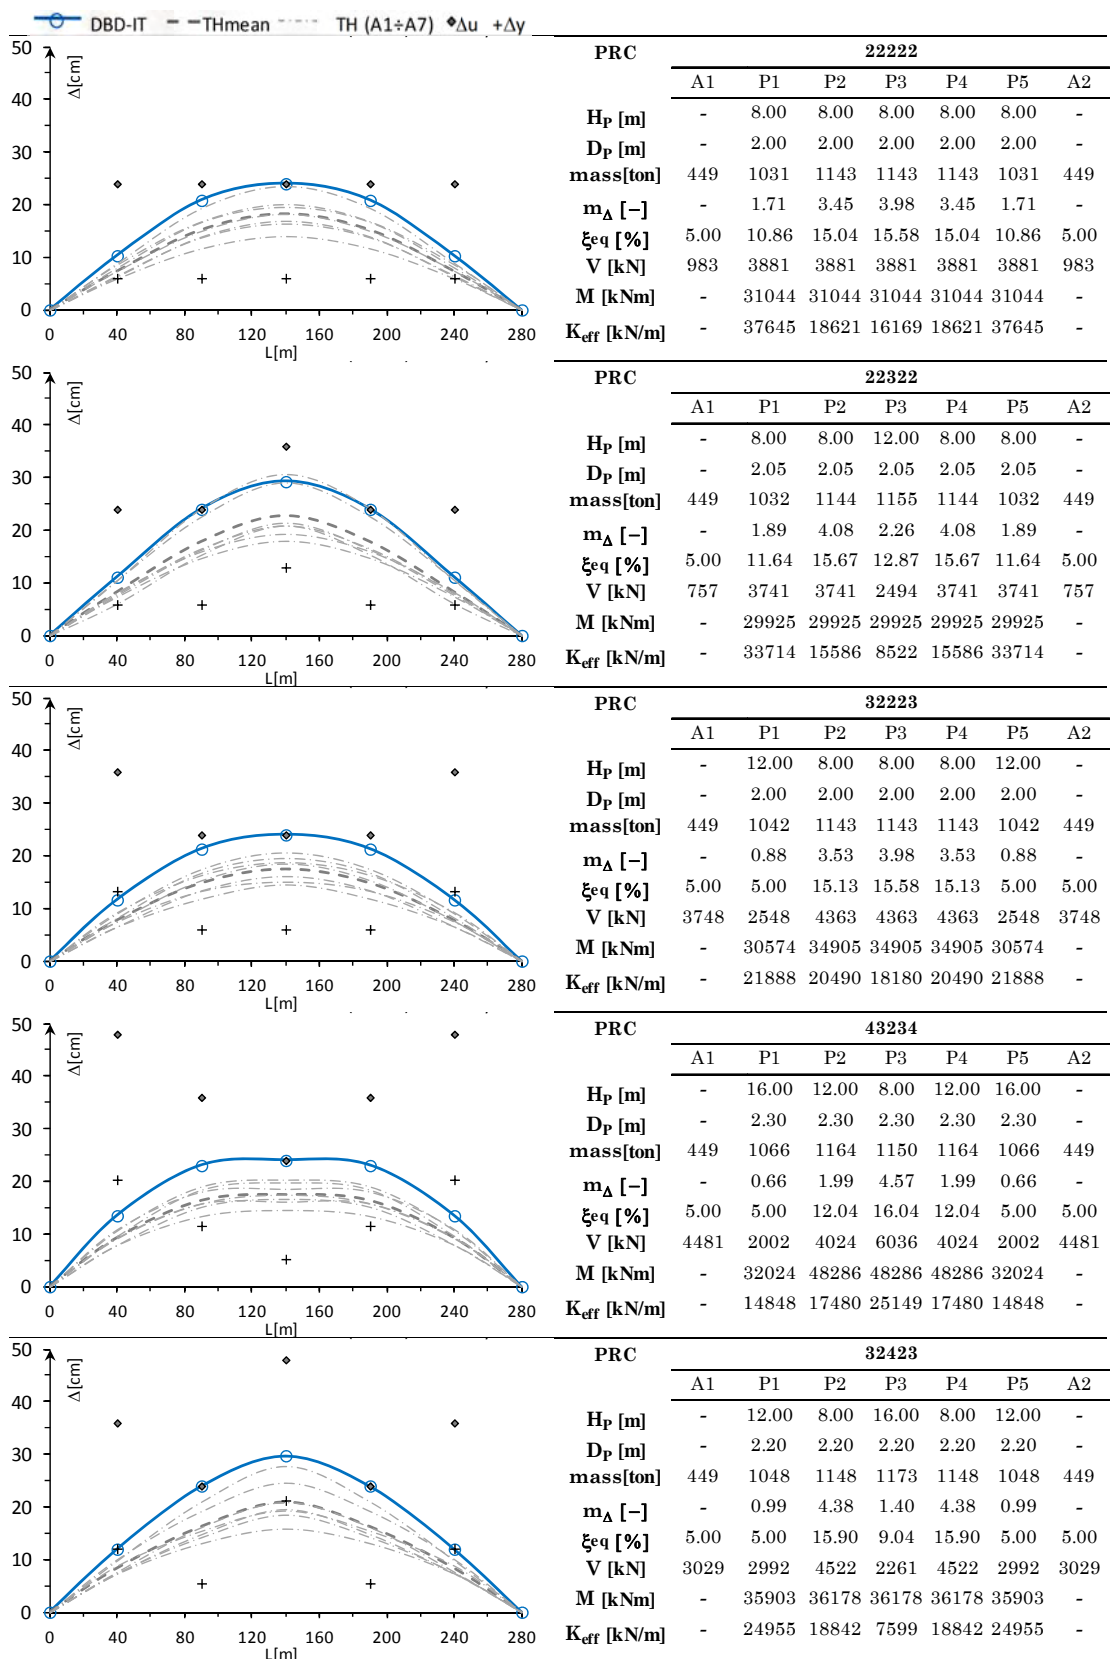 DBD-IT THmean TH (A1÷A7) Δu +Δy
50
40
30
20
10
0
Δ[cm]
0 40 80 120 160 200 240 280
L[m]
PRC 22222
A1 P1 P2 P3 P4 P5 A2
HP [m] - 8.00 8.00 8.00 8.00 8.00 -
DP [m] - 2.00 2.00 2.00 2.00 2.00 -
mass[ton] 449 1031 1143 1143 1143 1031 449
mΔ [–] - 1.71 3.45 3.98 3.45 1.71 -
ξeq [%] 5.00 10.86 15.04 15.58 15.04 10.86 5.00
V [kN] 983 3881 3881 3881 3881 3881 983
M [kNm] - 31044 31044 31044 31044 31044 -
Keff [kN/m] - 37645 18621 16169 18621 37645 -
50
40
30
20
10
0
Δ[cm]
0 40 80 120 160 200 240 280
L[m]
PRC 22322
A1 P1 P2 P3 P4 P5 A2
HP [m] - 8.00 8.00 12.00 8.00 8.00 -
DP [m] - 2.05 2.05 2.05 2.05 2.05 -
mass[ton] 449 1032 1144 1155 1144 1032 449
mΔ [–] - 1.89 4.08 2.26 4.08 1.89 -
ξeq [%] 5.00 11.64 15.67 12.87 15.67 11.64 5.00
V [kN] 757 3741 3741 2494 3741 3741 757
M [kNm] - 29925 29925 29925 29925 29925 -
Keff [kN/m] - 33714 15586 8522 15586 33714 -
50
40
30
20
10
0
Δ[cm]
0 40 80 120 160 200 240 280
L[m]
PRC 32223
A1 P1 P2 P3 P4 P5 A2
HP [m] - 12.00 8.00 8.00 8.00 12.00 -
DP [m] - 2.00 2.00 2.00 2.00 2.00 -
mass[ton] 449 1042 1143 1143 1143 1042 449
mΔ [–] - 0.88 3.53 3.98 3.53 0.88 -
ξeq [%] 5.00 5.00 15.13 15.58 15.13 5.00 5.00
V [kN] 3748 2548 4363 4363 4363 2548 3748
M [kNm] - 30574 34905 34905 34905 30574 -
Keff [kN/m] - 21888 20490 18180 20490 21888 -
50
40
30
20
10
0
Δ[cm]
0 40 80 120 160 200 240 280
L[m]
PRC 43234
A1 P1 P2 P3 P4 P5 A2
HP [m] - 16.00 12.00 8.00 12.00 16.00 -
DP [m] - 2.30 2.30 2.30 2.30 2.30 -
mass[ton] 449 1066 1164 1150 1164 1066 449
mΔ [–] - 0.66 1.99 4.57 1.99 0.66 -
ξeq [%] 5.00 5.00 12.04 16.04 12.04 5.00 5.00
V [kN] 4481 2002 4024 6036 4024 2002 4481
M [kNm] - 32024 48286 48286 48286 32024 -
Keff [kN/m] - 14848 17480 25149 17480 14848 -
50
40
30
20
10
0
Δ[cm]
0 40 80 120 160 200 240 280
L[m]
PRC 32423
A1 P1 P2 P3 P4 P5 A2
HP [m] - 12.00 8.00 16.00 8.00 12.00 -
DP [m] - 2.20 2.20 2.20 2.20 2.20 -
mass[ton] 449 1048 1148 1173 1148 1048 449
mΔ [–] - 0.99 4.38 1.40 4.38 0.99 -
ξeq [%] 5.00 5.00 15.90 9.04 15.90 5.00 5.00
V [kN] 3029 2992 4522 2261 4522 2992 3029
M [kNm] - 35903 36178 36178 36178 35903 -
Keff [kN/m] - 24955 18842 7599 18842 24955 -